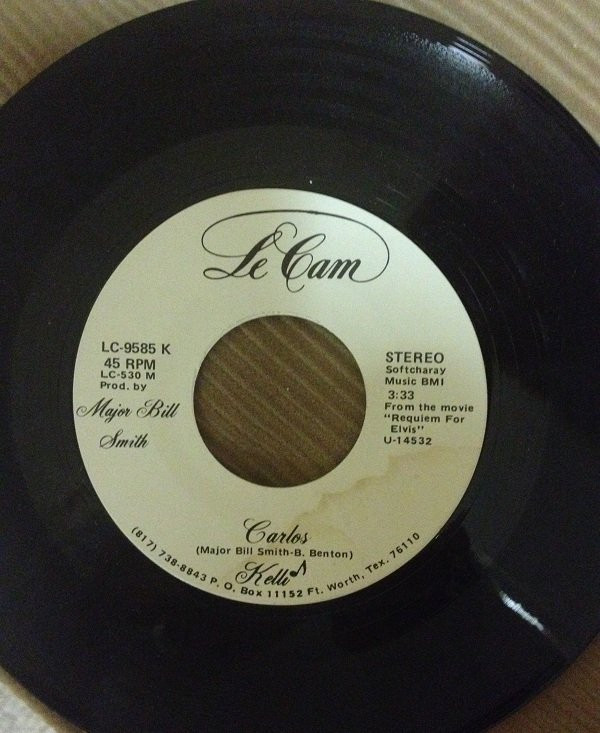 Le Cam
LC-9585 K
45 RPM
LC-530 M
Prod. by
Major Bill
Smith
STEREO
Softcharay
Music BMI
3:33
From the movie
"Requiem For
Elvis"
U-14532
Carlos
(Major Bill Smith-B. Benton)
Kelli
(817) 738-8843 P. O. Box 11152 Ft. Worth, Tex. 76110